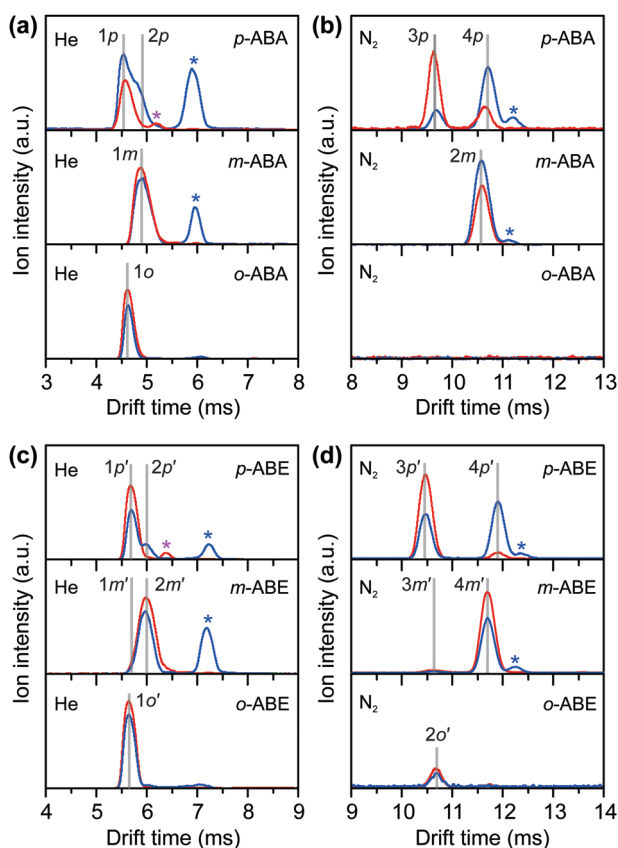 (a)
Ion intensity (a.u.)
He 1p 2p * * p-ABA
He 1m * m-ABA
He 1o o-ABA
3 4 5 6 7 8
Drift time (ms)
(b)
Ion intensity (a.u.)
N₂ 3p 4p * p-ABA
N₂ 2m * m-ABA
N₂ o-ABA
8 9 10 11 12 13
Drift time (ms)
(c)
Ion intensity (a.u.)
He 1p′ 2p′ * * p-ABE
He 1m′ 2m′ * m-ABE
He 1o′ o-ABE
4 5 6 7 8 9
Drift time (ms)
(d)
Ion intensity (a.u.)
N₂ 3p′ 4p′ * p-ABE
N₂ 3m′ 4m′ * m-ABE
N₂ 2o′ o-ABE
9 10 11 12 13 14
Drift time (ms)